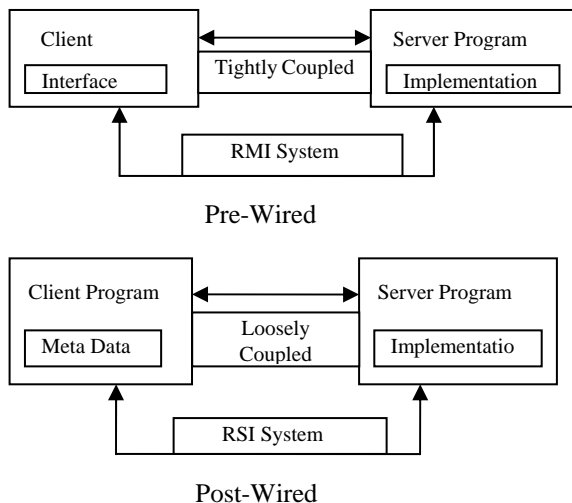 Client
Server Program
Interface
Tightly Coupled
Implementation
RMI System
Pre-Wired
Client Program
Server Program
Meta Data
Loosely
Coupled
Implementatio
RSI System
Post-Wired